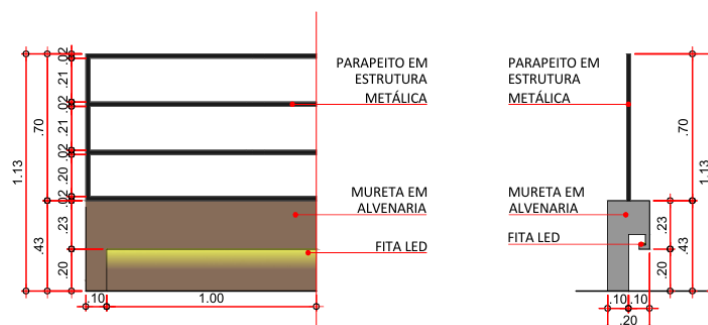 PARAPEITO EM
ESTRUTURA
METÁLICA
MURETA EM
ALVENARIA
FITA LED
1.13
.70
.43
.02
.21
.02
.21
.02
.20
.02
.23
.20
.10
1.00
PARAPEITO EM
ESTRUTURA
METÁLICA
MURETA EM
ALVENARIA
FITA LED
.70
1.13
.23
.43
.20
.10
.10
.20